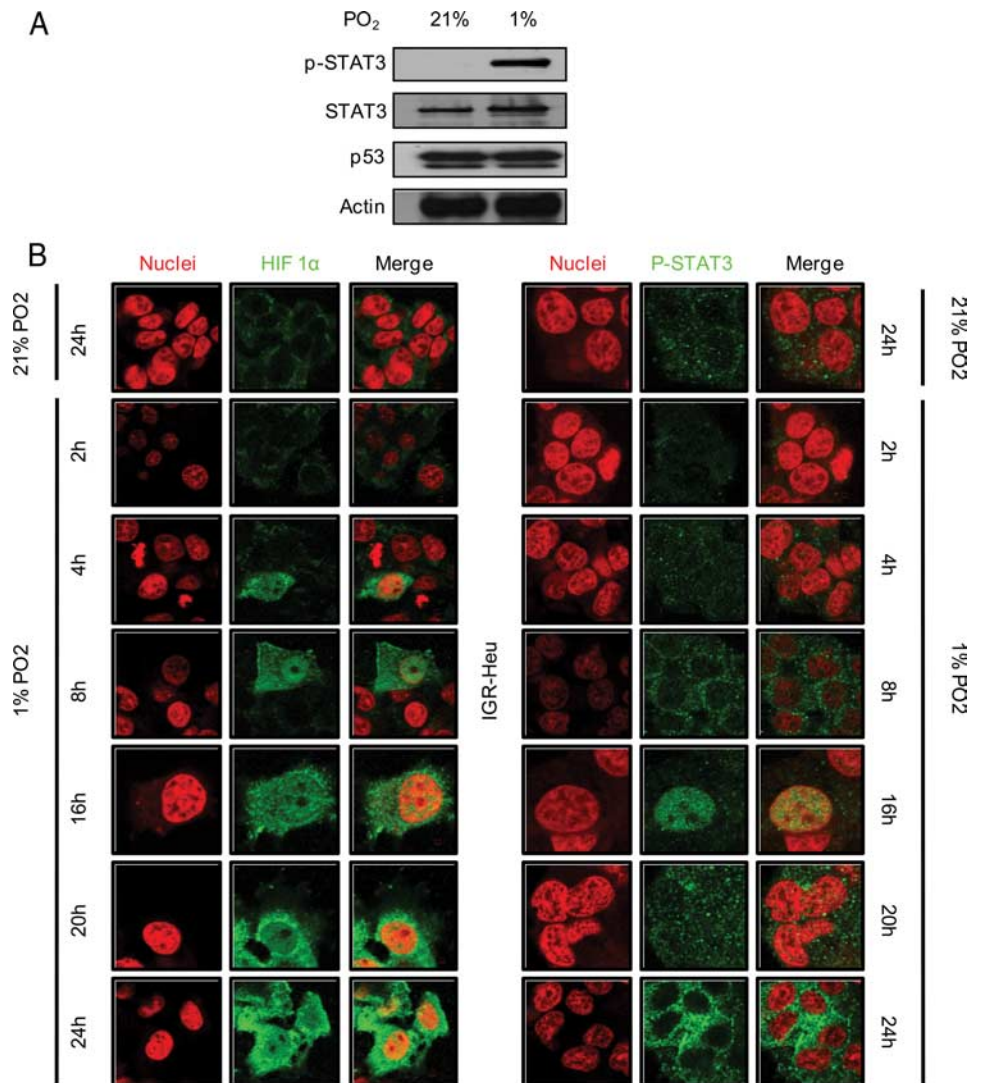 A
PO2 21% 1%
p-STAT3
STAT3
p53
Actin
B
Nuclei HIF 1α Merge Nuclei P-STAT3 Merge
21% PO2 24h 24h 21% PO2
1% PO2
2h 2h
4h 4h
8h IGR-Heu 8h
1% PO2
16h 16h
20h 20h
24h 24h